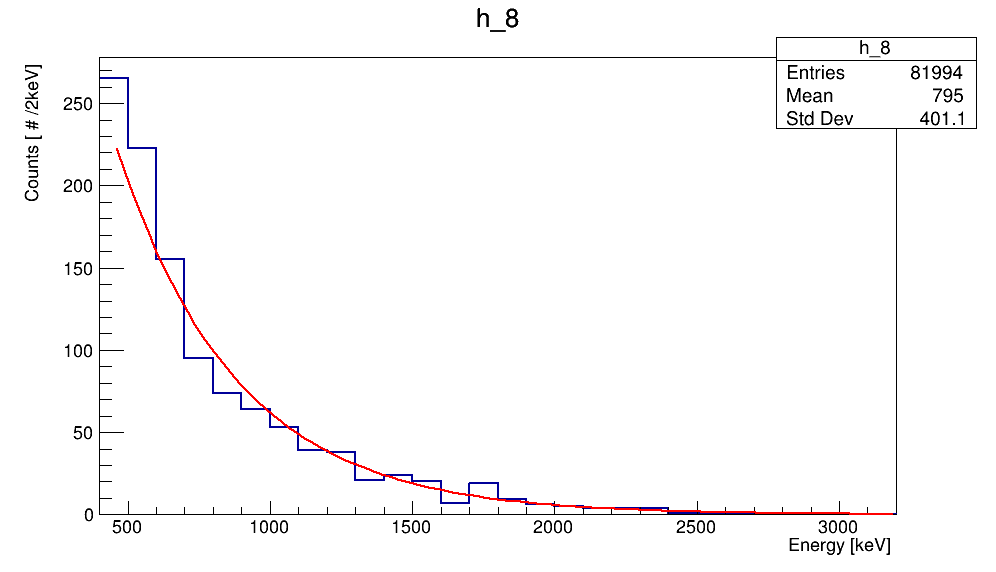 h_8
h_8
Entries 81994
Mean 795
Std Dev 401.1
Counts [ # /2keV]
250
200
150
100
50
0
500 1000 1500 2000 2500 3000
Energy [keV]